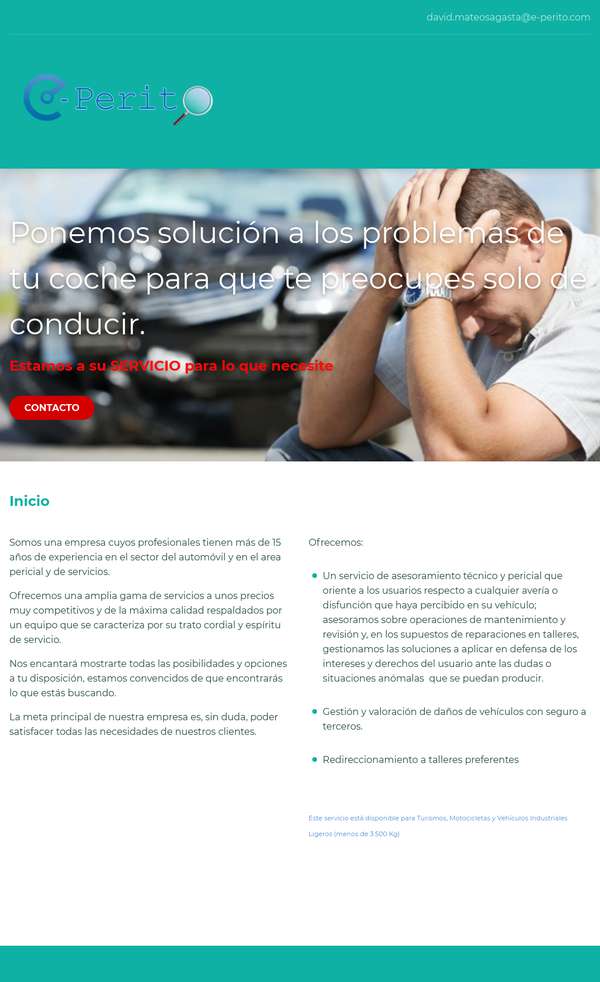 david.mateosagasta@e-perito.com
e-Perito
Ponemos solución a los problemas de
tu coche para que te preocupes solo de
conducir.
Estamos a su SERVICIO para lo que necesite
CONTACTO
Inicio
Somos una empresa cuyos profesionales tienen más de 15
años de experiencia en el sector del automóvil y en el area
pericial y de servicios.
Ofrecemos una amplia gama de servicios a unos precios
muy competitivos y de la máxima calidad respaldados por
un equipo que se caracteriza por su trato cordial y espíritu
de servicio.
Nos encantará mostrarte todas las posibilidades y opciones
a tu disposición, estamos convencidos de que encontrarás
lo que estás buscando.
La meta principal de nuestra empresa es, sin duda, poder
satisfacer todas las necesidades de nuestros clientes.
Ofrecemos:
Un servicio de asesoramiento técnico y pericial que
oriente a los usuarios respecto a cualquier avería o
disfunción que haya percibido en su vehículo;
asesoramos sobre operaciones de mantenimiento y
revisión y, en los supuestos de reparaciones en talleres,
gestionamos las soluciones a aplicar en defensa de los
intereses y derechos del usuario ante las dudas o
situaciones anómalas que se puedan producir.
Gestión y valoración de daños de vehículos con seguro a
terceros.
Redireccionamiento a talleres preferentes
Este servicio está disponible para Turismos, Motocicletas y Vehículos Industriales
Ligeros (menos de 3.500 Kg)